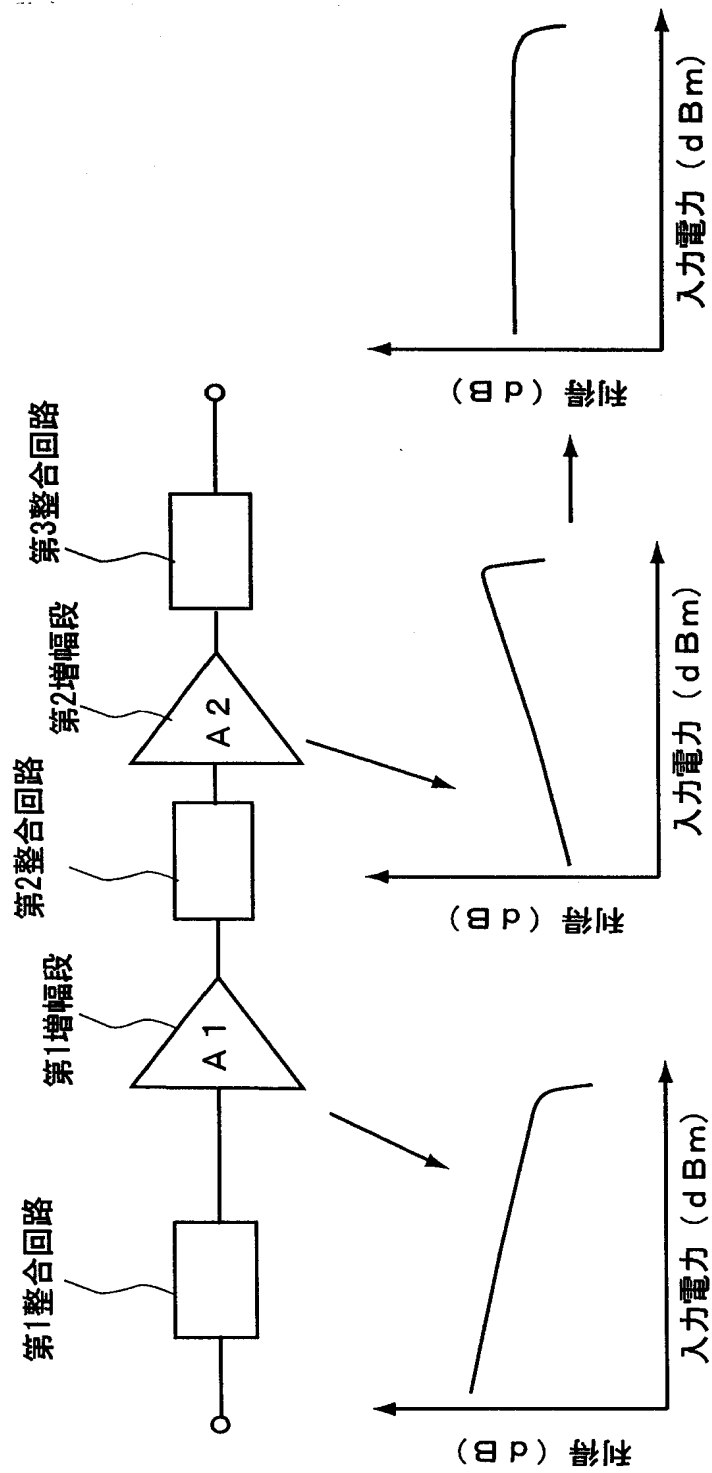 第1整合回路
第1増幅段
第2整合回路
第2増幅段
第3整合回路
A1
A2
利得(dB)
入力電力(dBm)
利得(dB)
入力電力(dBm)
利得(dB)
入力電力(dBm)